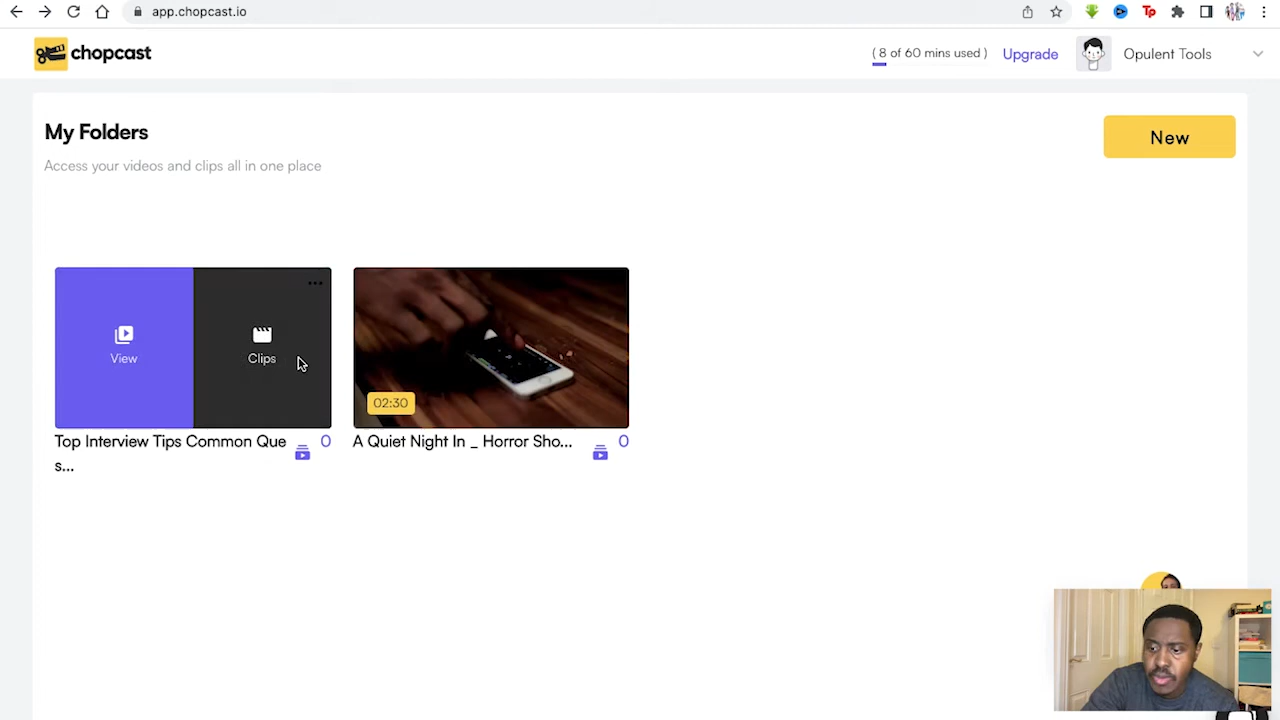 app.chopcast.io
Tp
chopcast
( 8 of 60 mins used )
Upgrade
Opulent Tools
My Folders
New
Access your videos and clips all in one place
View
Clips
02:30
Top Interview Tips Common Que
s...
0
A Quiet Night In _ Horror Sho...
0